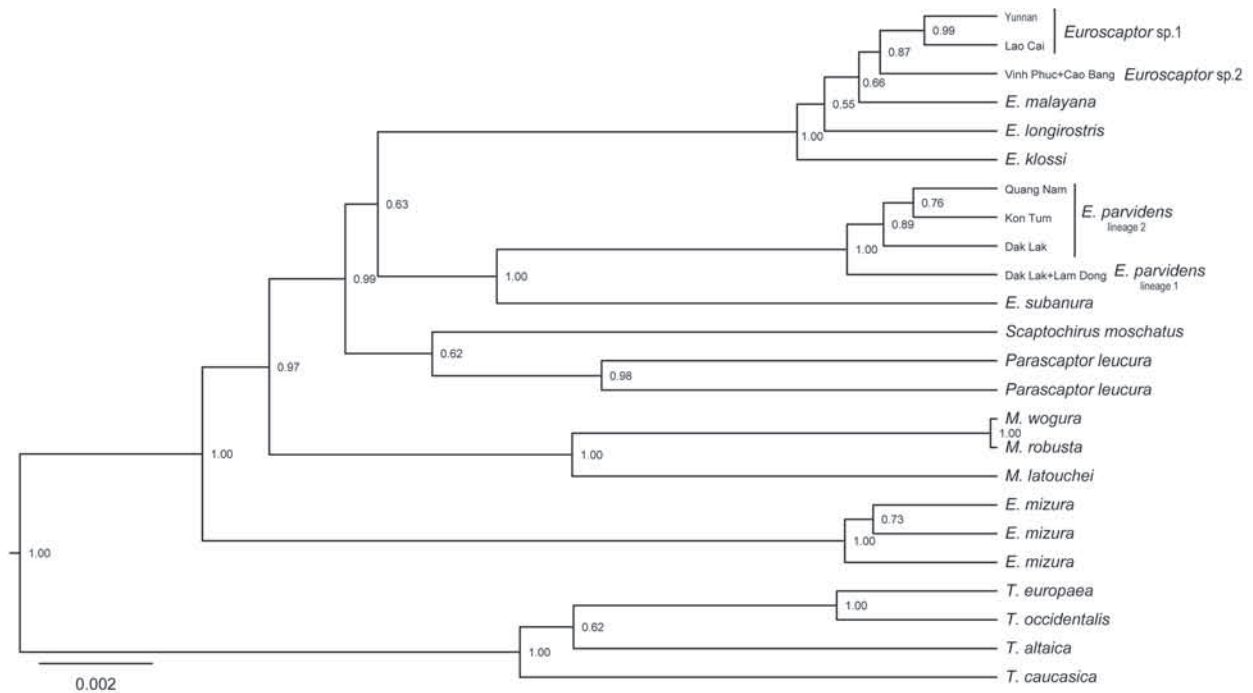 Yunnan
0.99
Euroscaptor sp.1
0.87
Lao Cai
Vinh Phuc+Cao Bang Euroscaptor sp.2
0.66
0.55
E. malayana
E. longirostris
1.00
E. klossi
Quang Nam
0.76
0.63
Kon Tum
E. parvidens
lineage 2
0.89
Dak Lak
1.00
Dak Lak+Lam Dong E. parvidens
lineage 1
0.99
1.00
E. subanura
Scaptochirus moschatus
0.62
Parascaptor leucura
0.97
0.98
Parascaptor leucura
M. wogura
1.00
M. robusta
1.00
1.00
M. latouchei
E. mizura
0.73
E. mizura
1.00
1.00
E. mizura
T. europaea
1.00
T. occidentalis
0.62
T. altaica
1.00
T. caucasica
0.002